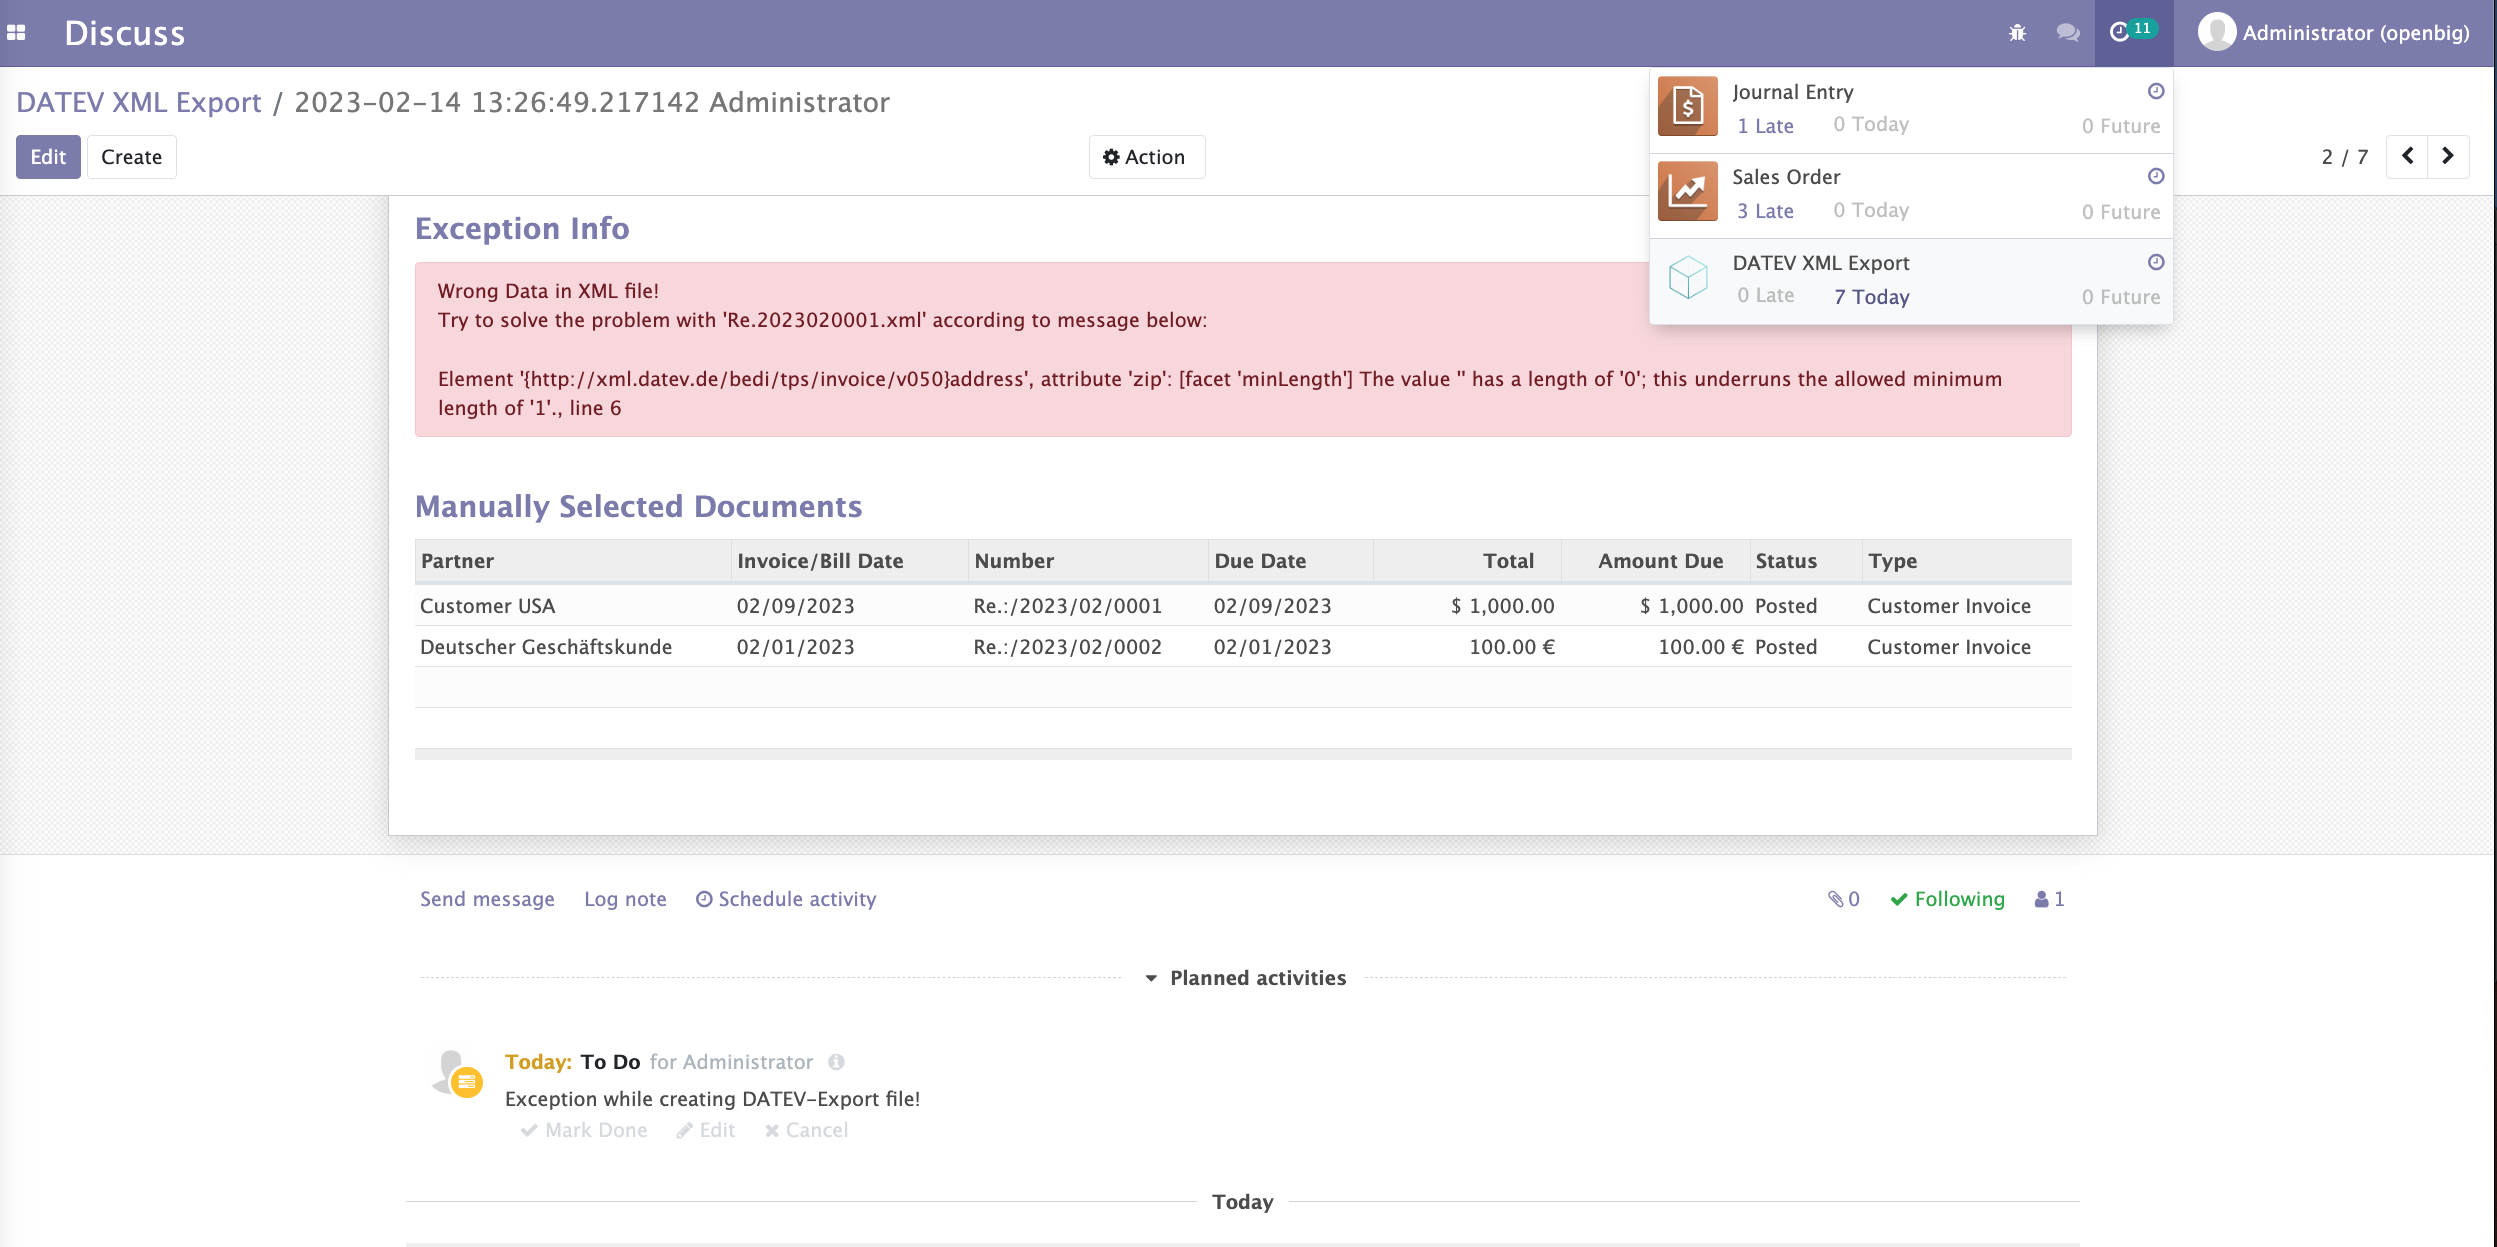 Discuss
11
Administrator (openbig)
DATEV XML Export / 2023-02-14 13:26:49.217142 Administrator
Edit
Create
Action
2 / 7
Journal Entry
1 Late 0 Today 0 Future
Sales Order
3 Late 0 Today 0 Future
DATEV XML Export
0 Late 7 Today 0 Future
Exception Info
Wrong Data in XML file!
Try to solve the problem with 'Re.2023020001.xml' according to message below:
Element '{http://xml.datev.de/bedi/tps/invoice/v050}address', attribute 'zip': [facet 'minLength'] The value '' has a length of '0'; this underruns the allowed minimum
length of '1'., line 6
Manually Selected Documents
Partner Invoice/Bill Date Number Due Date Total Amount Due Status Type
Customer USA 02/09/2023 Re.:/2023/02/0001 02/09/2023 $ 1,000.00 $ 1,000.00 Posted Customer Invoice
Deutscher Geschäftskunde 02/01/2023 Re.:/2023/02/0002 02/01/2023 100.00 € 100.00 € Posted Customer Invoice
Send message Log note Schedule activity 0 Following 1
Planned activities
Today: To Do for Administrator
Exception while creating DATEV-Export file!
Mark Done Edit Cancel
Today